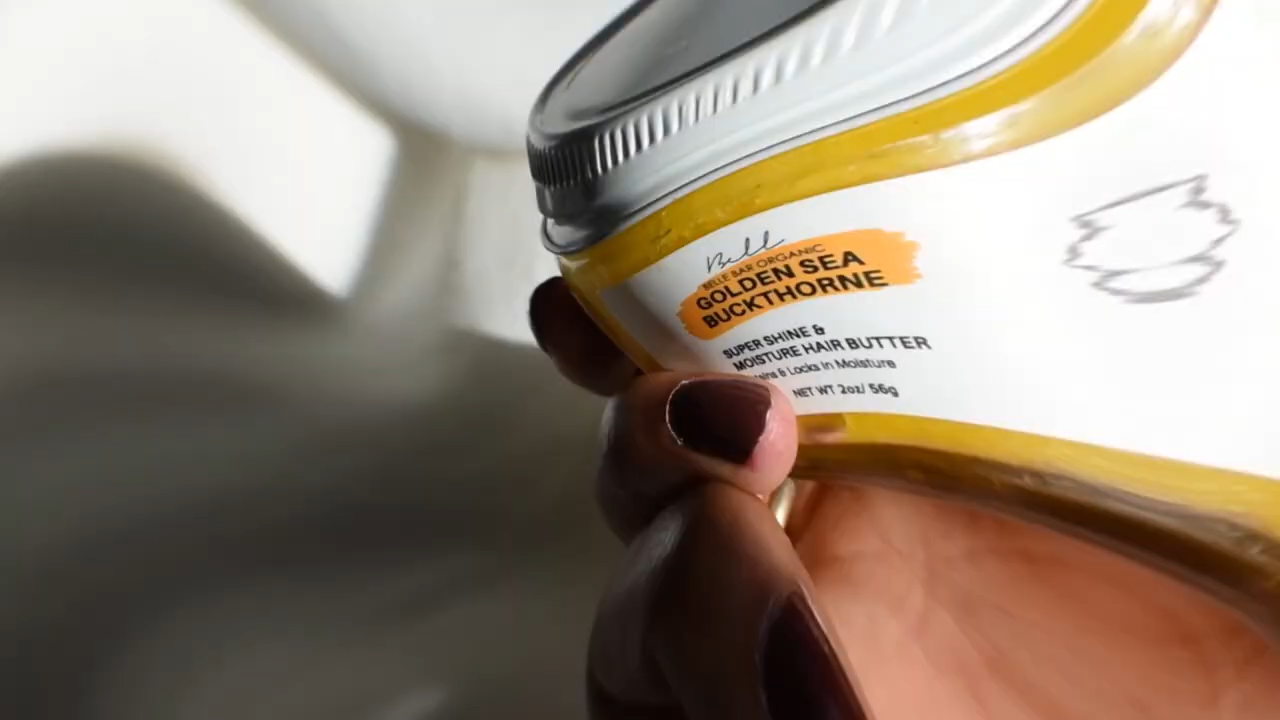 Bell
BELLE BAR ORGANIC
GOLDEN SEA
BUCKTHORNE
SUPER SHINE &
MOISTURE HAIR BUTTER
& Locks In Moisture
NET WT 2oz/ 56g